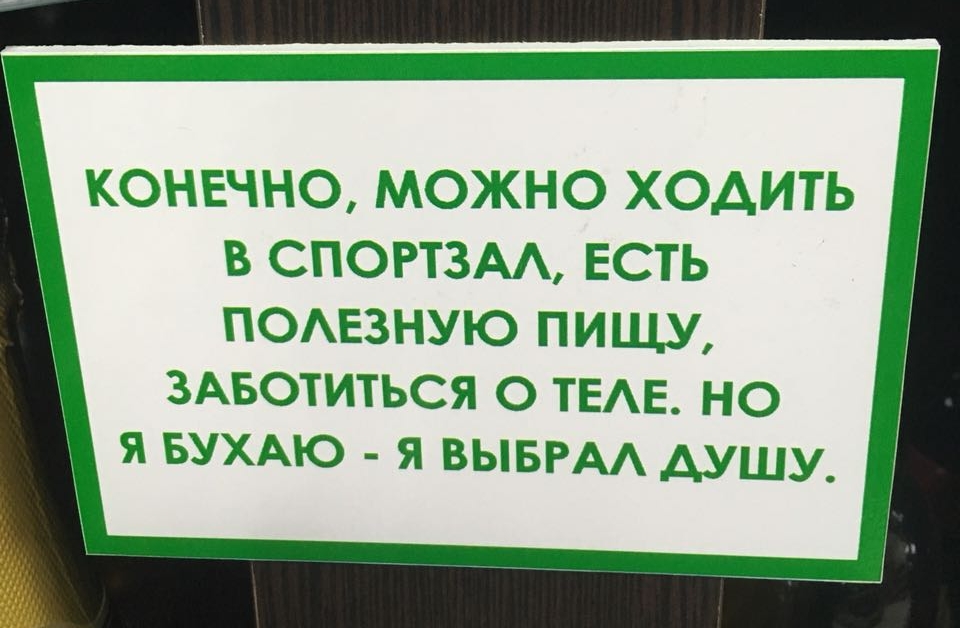 КОНЕЧНО, МОЖНО ХОДИТЬ
В СПОРТЗАЛ, ЕСТЬ
ПОЛЕЗНУЮ ПИЩУ,
ЗАБОТИТЬСЯ О ТЕЛЕ. НО
Я БУХАЮ - Я ВЫБРАЛ ДУШУ.